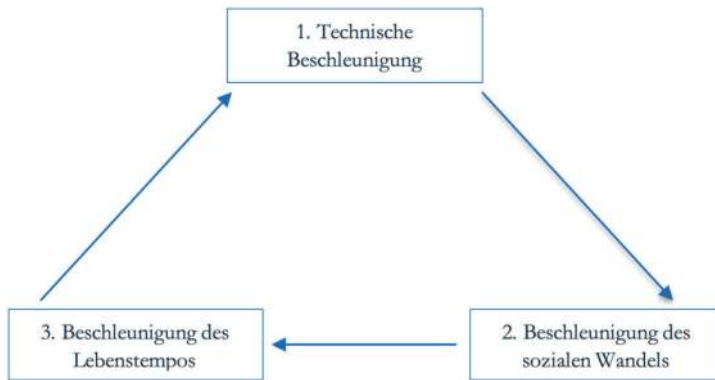 1. Technische
Beschleunigung
3. Beschleunigung des
Lebenstempos
2. Beschleunigung des
sozialen Wandels